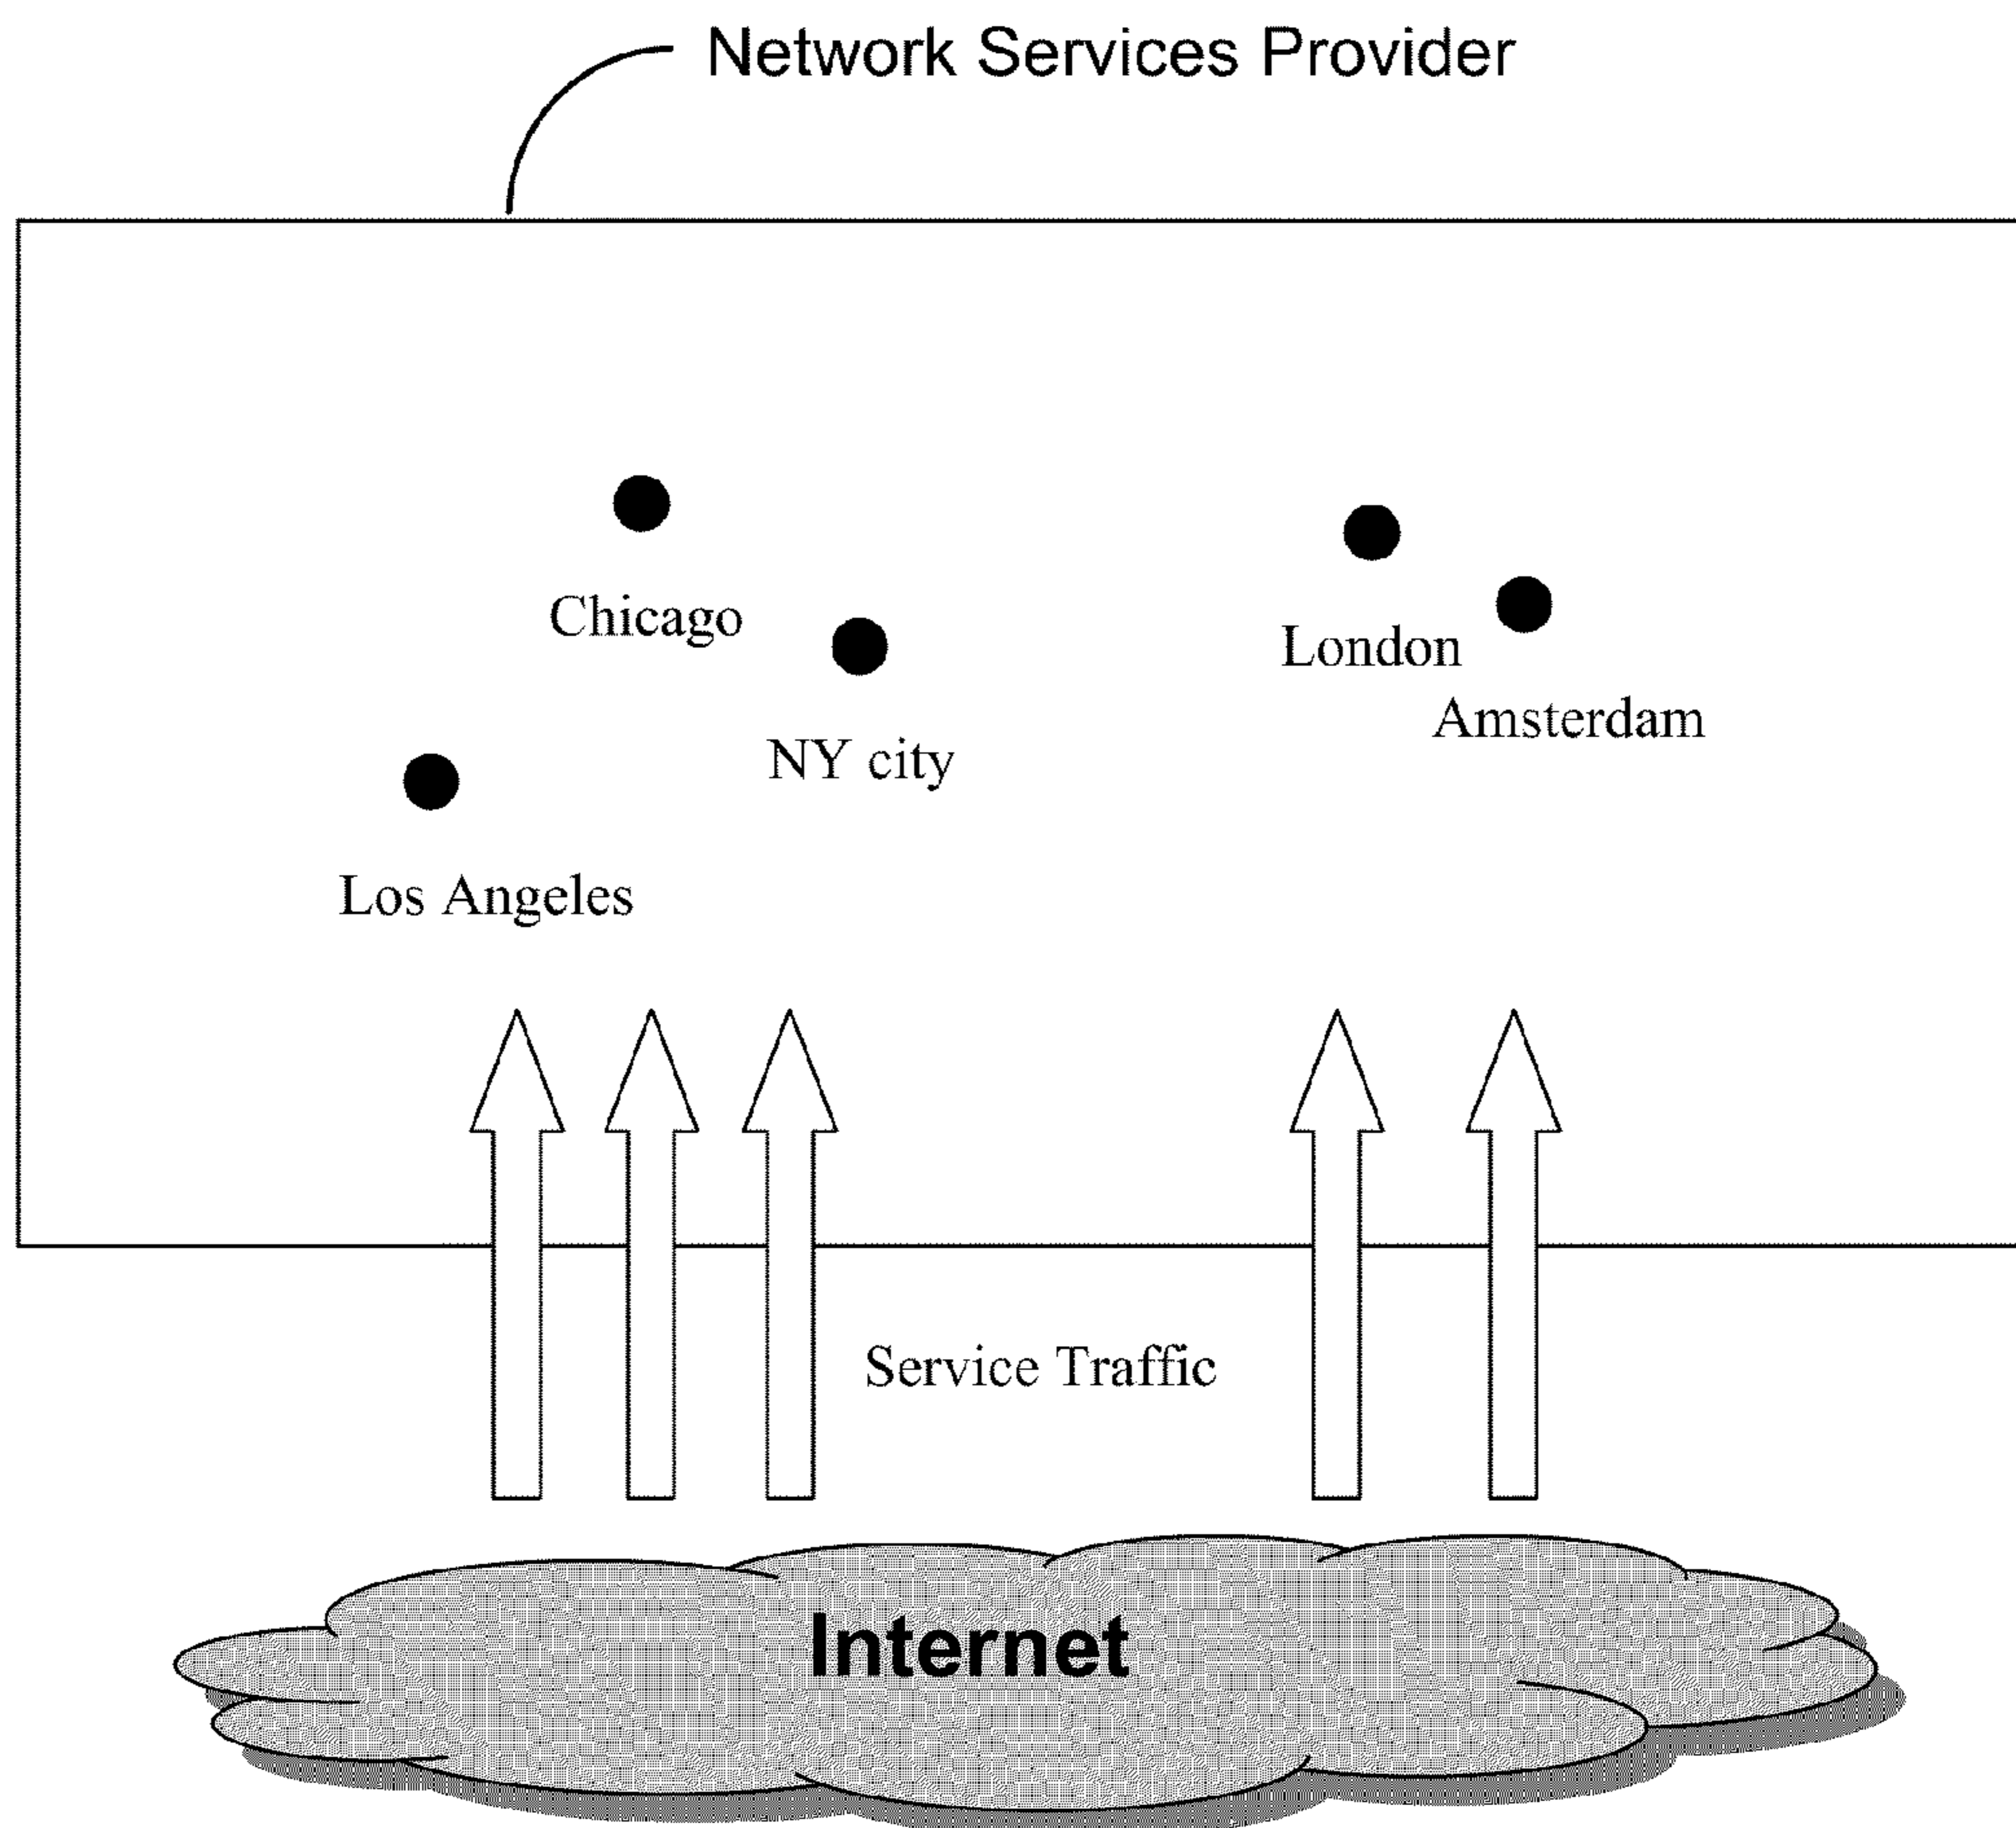 Network Services Provider
Chicago
London
Amsterdam
NY city
Los Angeles
Service Traffic
Internet